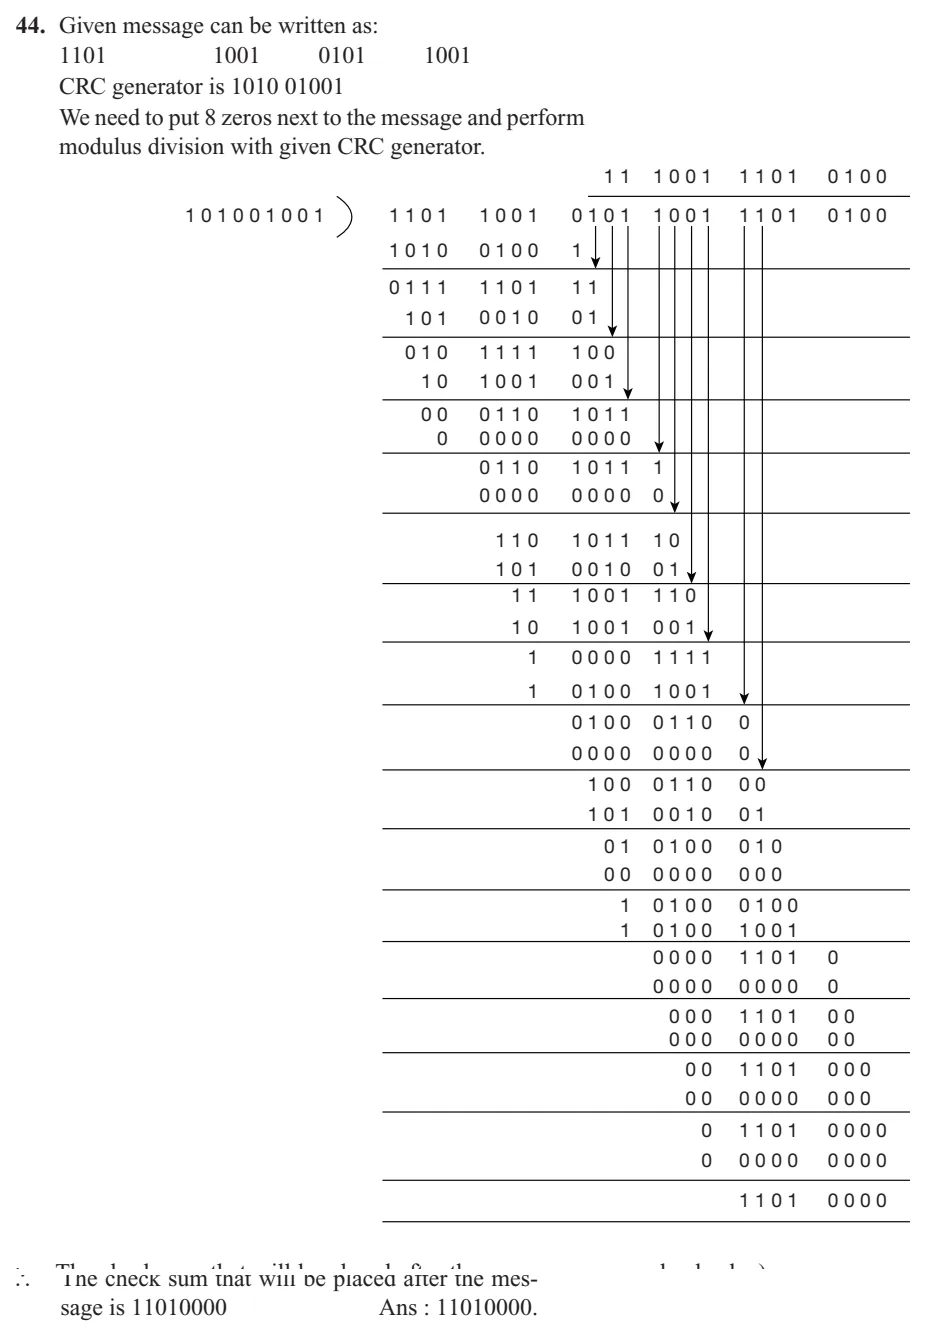 44. Given message can be written as:
1101 1001 0101 1001
CRC generator is 1010 01001
We need to put 8 zeros next to the message and perform
modulus division with given CRC generator.
11 1001 1101 0100
101001001 ) 1101 1001 0101 1001 1101 0100
1010 0100 1
0111 1101 11
101 0010 01
010 1111 100
10 1001 001
00 0110 1011
0 0000 0000
0110 1011 1
0000 0000 0
110 1011 10
101 0010 01
11 1001 110
10 1001 001
1 0000 1111
1 0100 1001
0100 0110 0
0000 0000 0
100 0110 00
101 0010 01
01 0100 010
00 0000 000
1 0100 0100
1 0100 1001
0000 1101 0
0000 0000 0
000 1101 00
000 0000 00
00 1101 000
00 0000 000
0 1101 0000
0 0000 0000
1101 0000
∴ The check sum that will be placed after the mes-
sage is 11010000 Ans : 11010000.